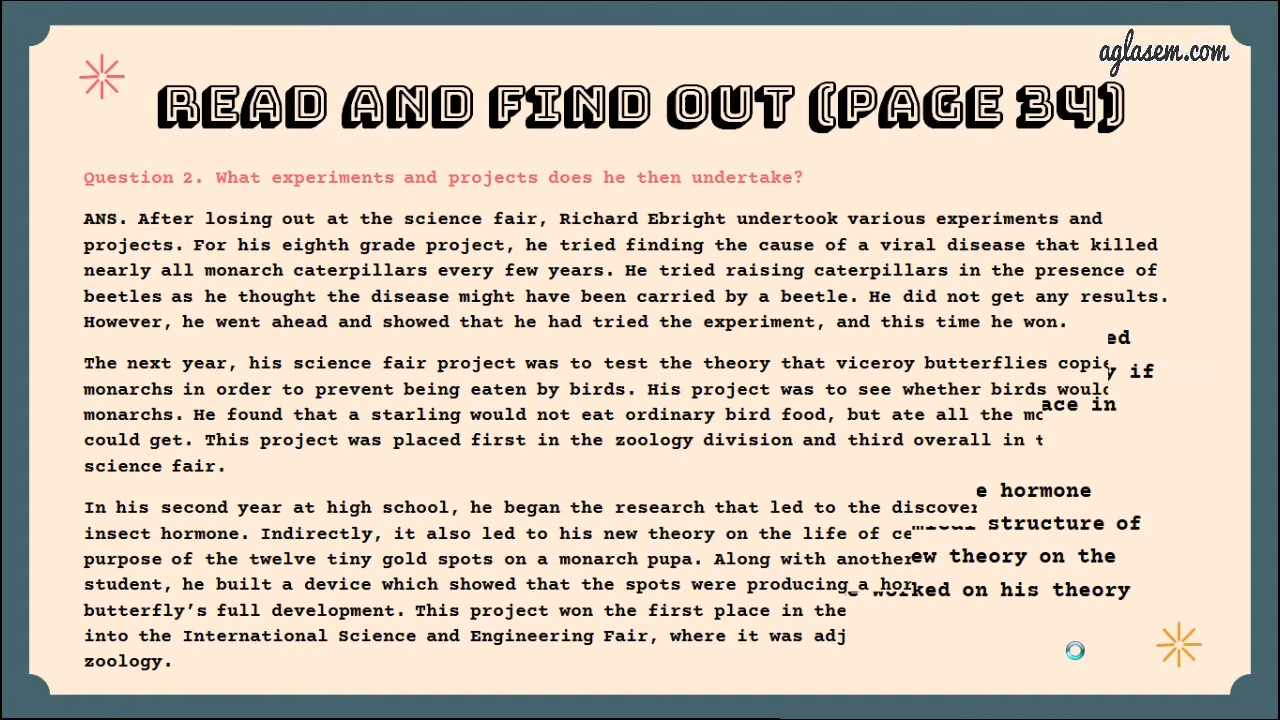 aglasem.com
READ AND FIND OUT (PAGE 34)
Question 2. What experiments and projects does he then undertake?
ANS. After losing out at the science fair, Richard Ebright undertook various experiments and
projects. For his eighth grade project, he tried finding the cause of a viral disease that killed
nearly all monarch caterpillars every few years. He tried raising caterpillars in the presence of
beetles as he thought the disease might have been carried by a beetle. He did not get any results.
However, he went ahead and showed that he had tried the experiment, and this time he won.
ed
The next year, his science fair project was to test the theory that viceroy butterflies copie
if
monarchs in order to prevent being eaten by birds. His project was to see whether birds would
ace in
monarchs. He found that a starling would not eat ordinary bird food, but ate all the mo
could get. This project was placed first in the zoology division and third overall in t
science fair.
e hormone
In his second year at high school, he began the research that led to the discover
structure of
insect hormone. Indirectly, it also led to his new theory on the life of ce
ew theory on the
purpose of the twelve tiny gold spots on a monarch pupa. Along with another
student, he built a device which showed that the spots were producing a hor
ked on his theory
butterfly's full development. This project won the first place in the
into the International Science and Engineering Fair, where it was adj
zoology.